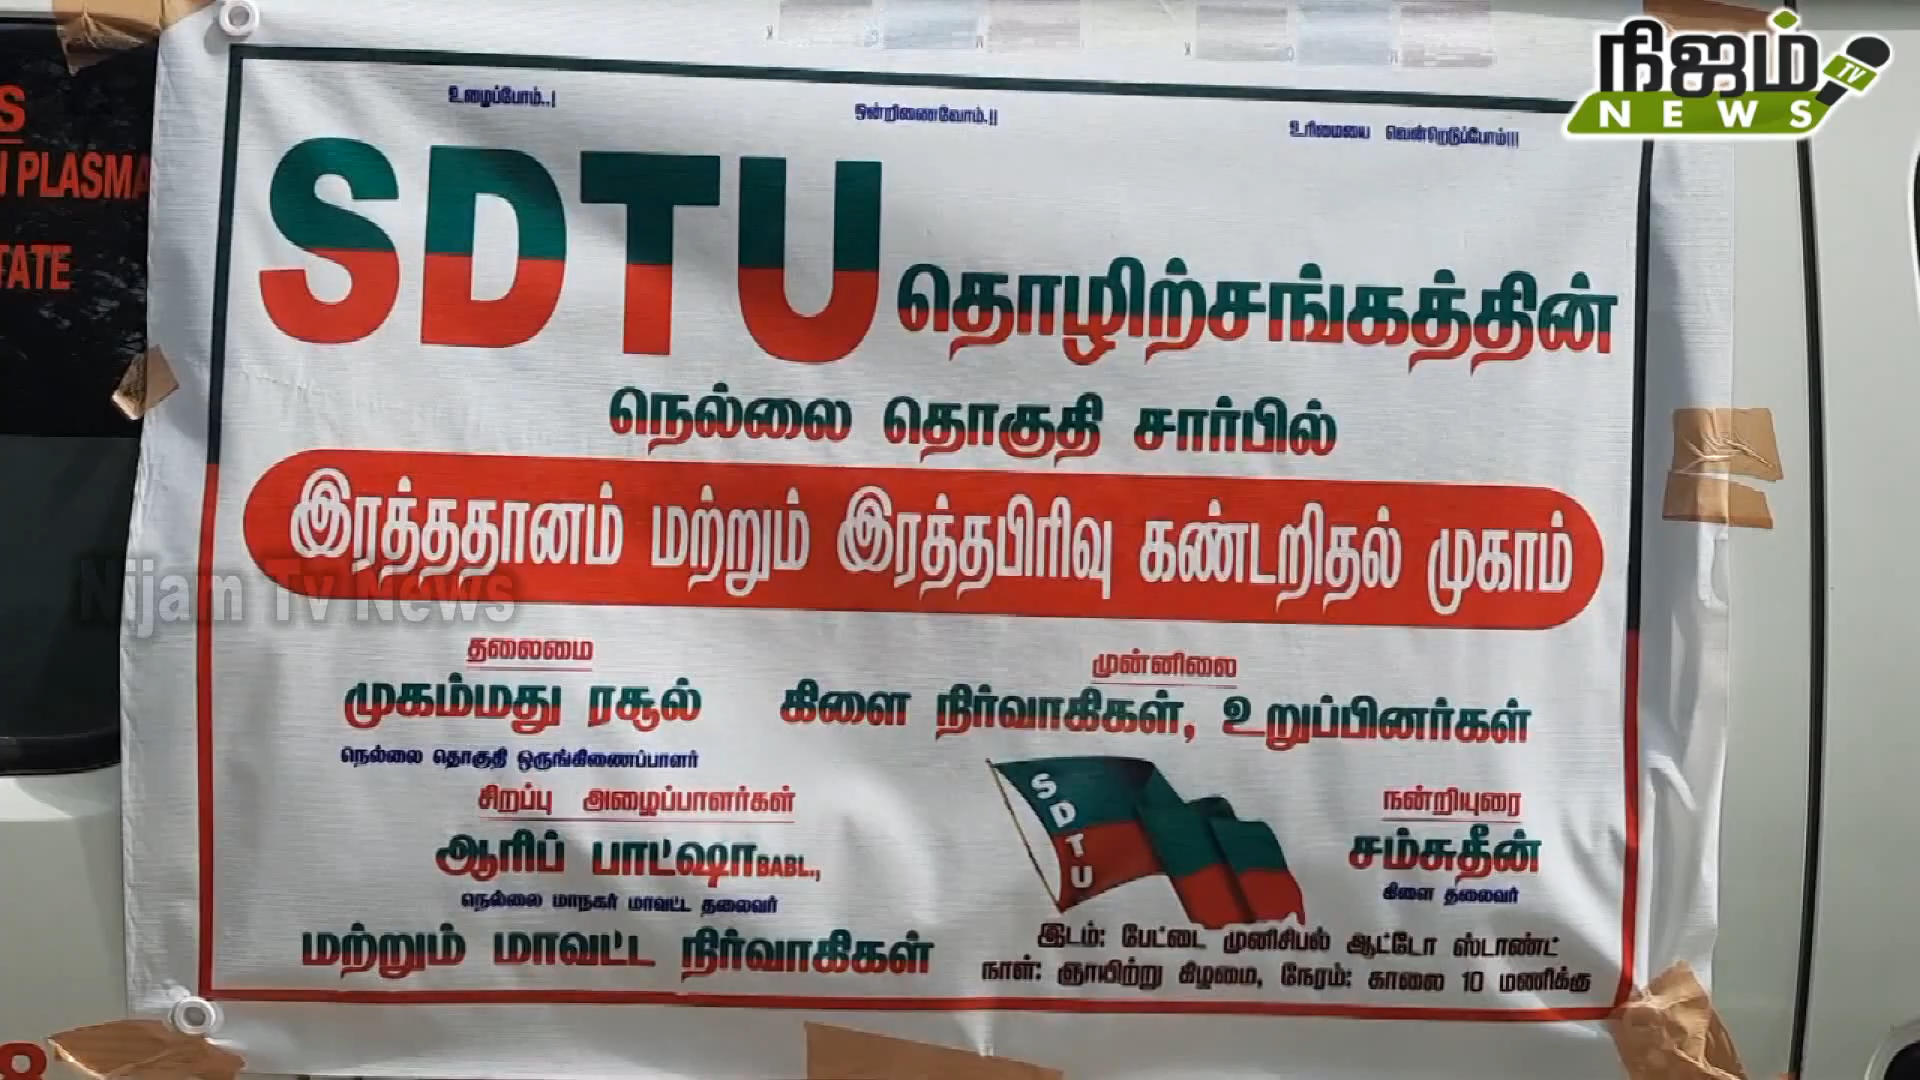 நிஜம்
TV
NEWS
S
N PLASMA
TATE
8
உழைப்போம்..!
ஒன்றிணைவோம்.!!
உரிமையை வென்றெடுப்போம்!!!
SDTU தொழிற்சங்கத்தின்
நெல்லை தொகுதி சார்பில்
இரத்ததானம் மற்றும் இரத்தபிரிவு கண்டறிதல் முகாம்
Nijam Tv News
தலைமை
முகம்மது ரசூல்
நெல்லை தொகுதி ஒருங்கிணைப்பாளர்
முன்னிலை
கிளை நிர்வாகிகள், உறுப்பினர்கள்
சிறப்பு அழைப்பாளர்கள்
ஆரிப் பாட்ஷா BABL.,
நெல்லை மாநகர் மாவட்ட தலைவர்
மற்றும் மாவட்ட நிர்வாகிகள்
SDTU
நன்றியுரை
சம்சுதீன்
கிளை தலைவர்
இடம்: பேட்டை முனிசிபல் ஆட்டோ ஸ்டாண்ட்
நாள்: ஞாயிற்று கிழமை, நேரம்: காலை 10 மணிக்கு